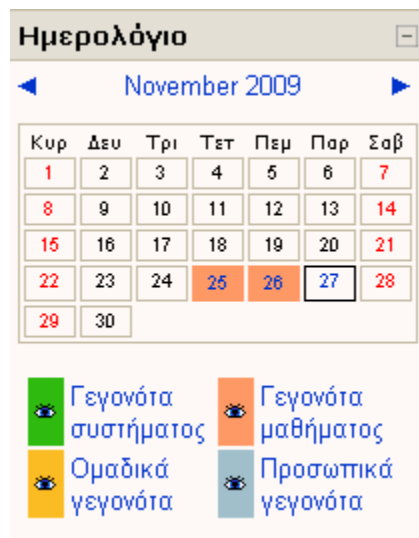 Ημερολόγιο
November 2009
Κυρ Δευ Τρι Τετ Πεμ Παρ Σαβ
1 2 3 4 5 6 7
8 9 10 11 12 13 14
15 16 17 18 19 20 21
22 23 24 25 26 27 28
29 30
Γεγονότα Γεγονότα
συστήματος μαθήματος
Ομαδικά Προσωπικά
γεγονότα γεγονότα